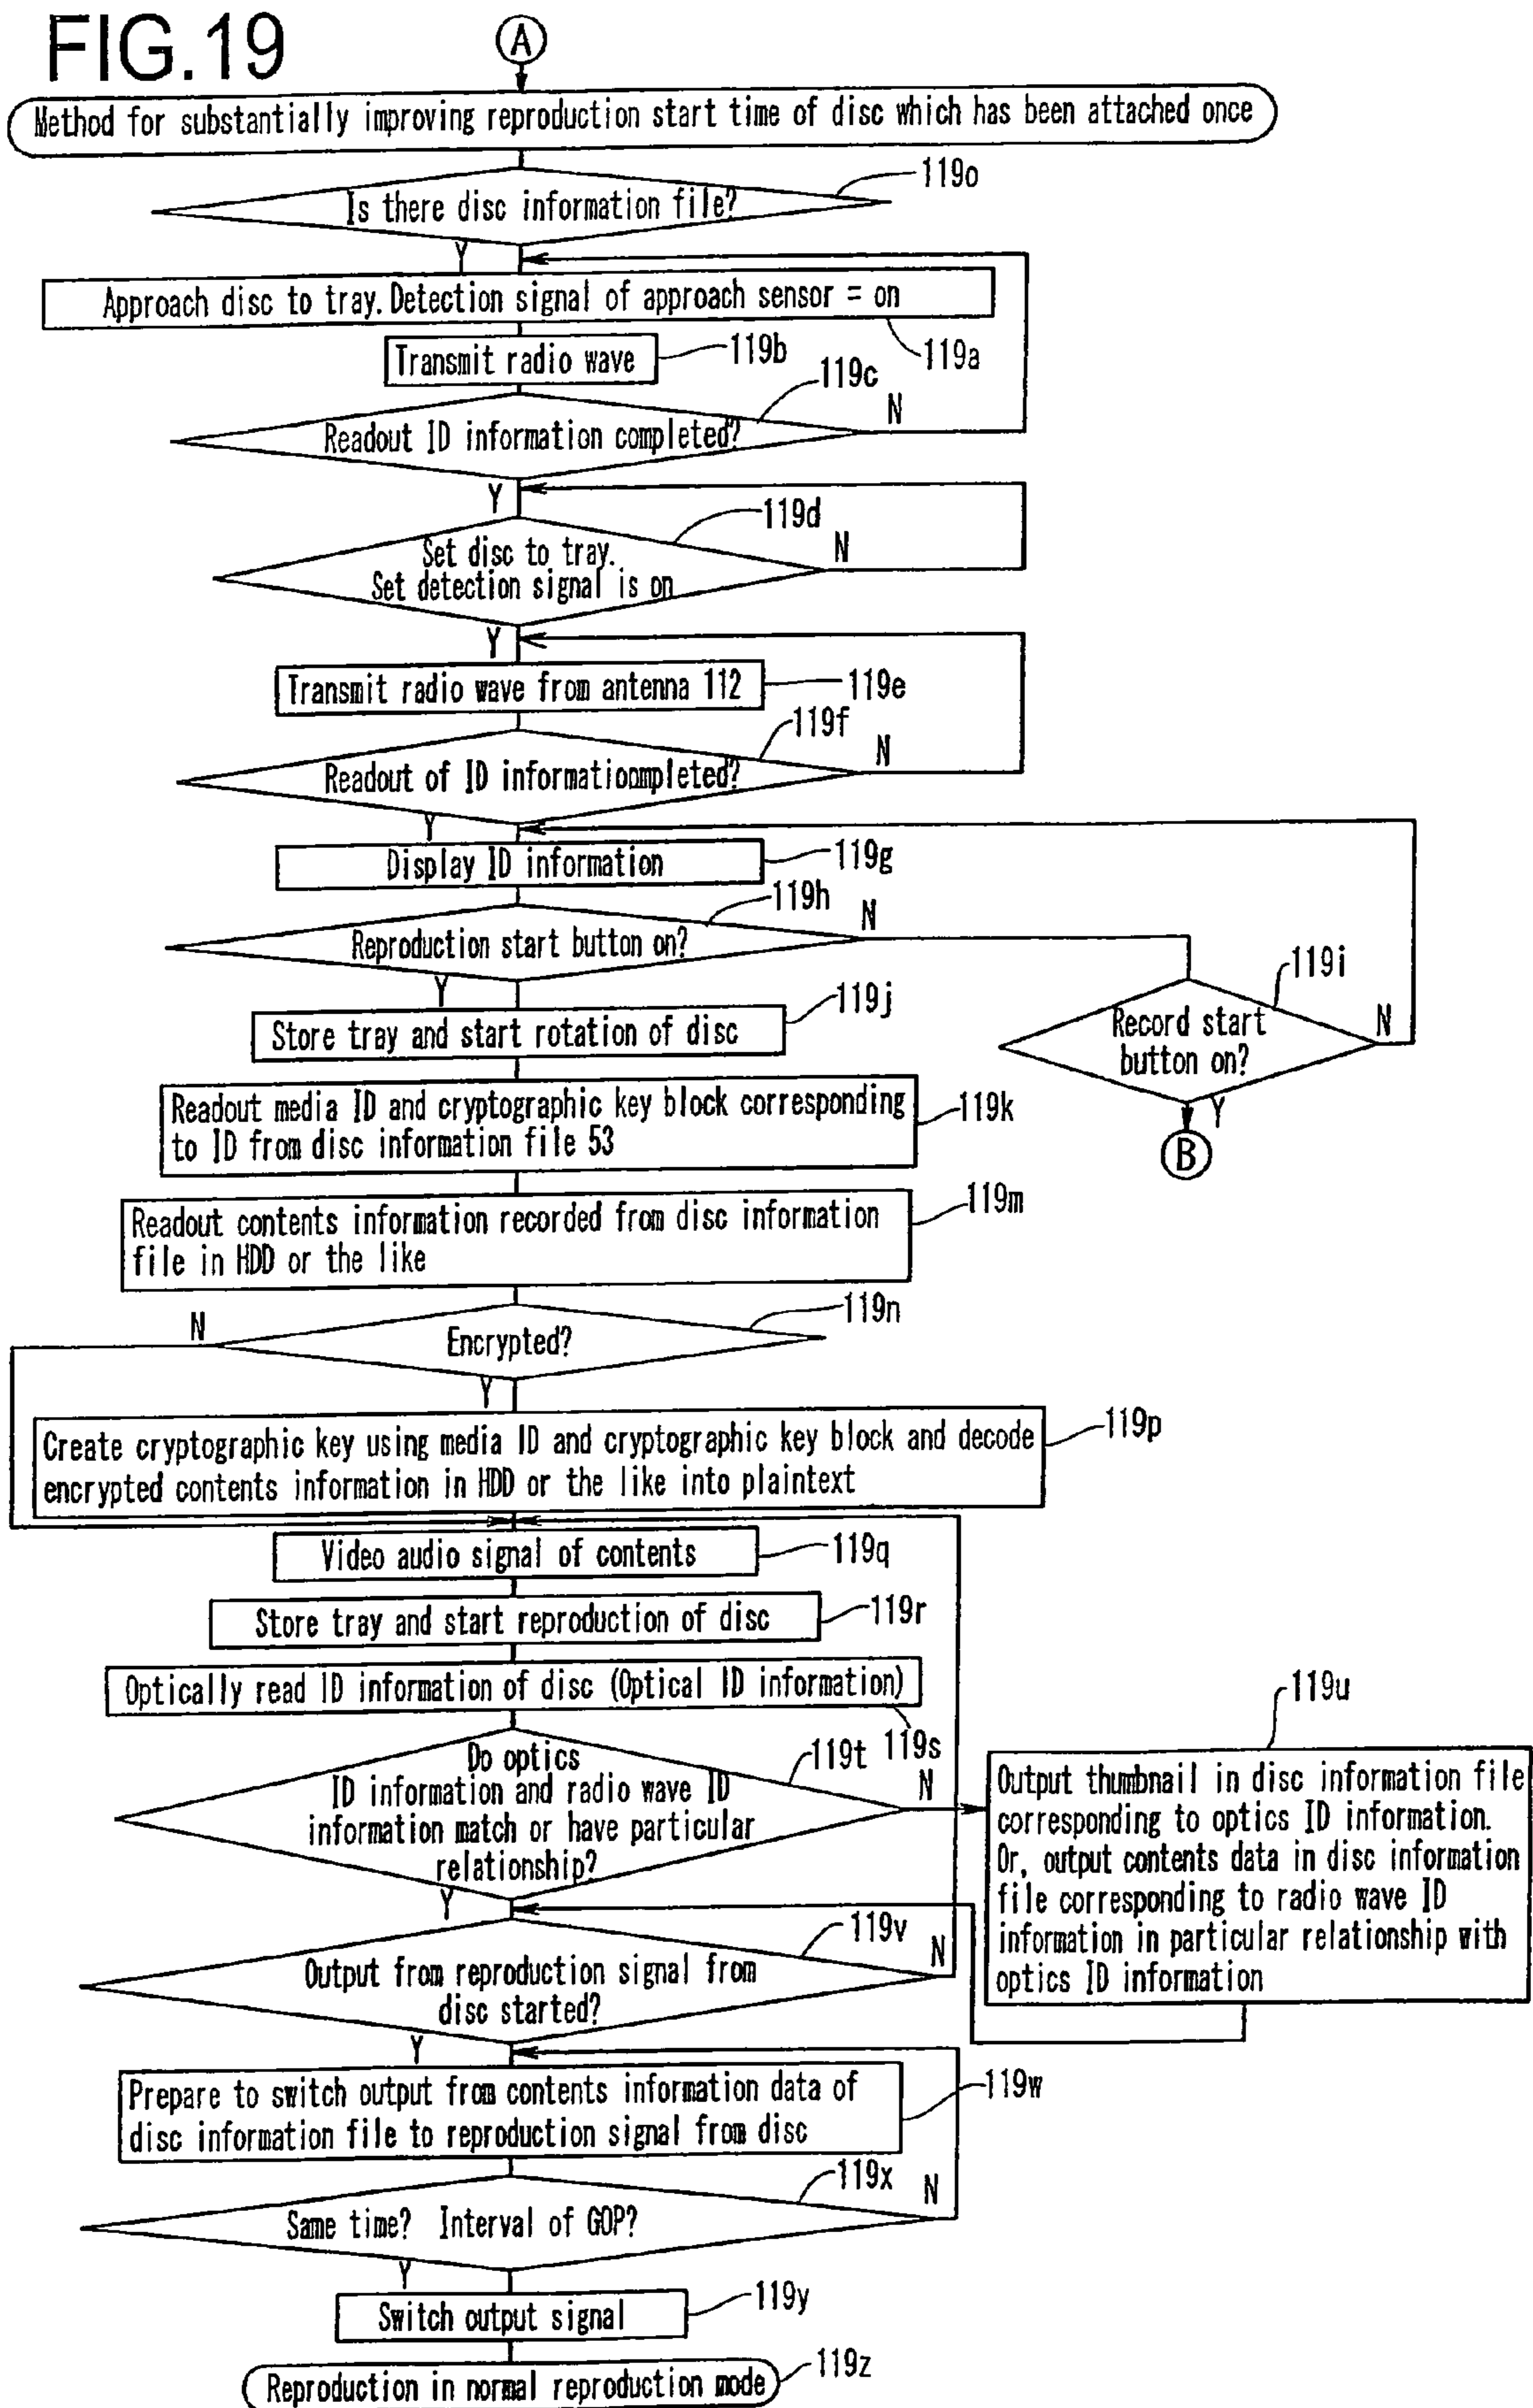 FIG.19
A
Method for substantially improving reproduction start time of disc which has been attached once
119o
Is there disc information file?
Y
Approach disc to tray. Detection signal of approach sensor = on
119a
Transmit radio wave
119b
119c
N
Readout ID information completed?
Y
119d
N
Set disc to tray.
Set detection signal is on
Y
Transmit radio wave from antenna 112
119e
119f
N
Readout of ID informatioompleted?
Y
Display ID information
119g
119h
N
Reproduction start button on?
Y
119i
Record start
button on?
N
Y
B
Store tray and start rotation of disc
119j
Readout media ID and cryptographic key block corresponding
to ID from disc information file 53
119k
Readout contents information recorded from disc information
file in HDD or the like
119m
119n
N
Encrypted?
Y
Create cryptographic key using media ID and cryptographic key block and decode
encrypted contents information in HDD or the like into plaintext
119p
Video audio signal of contents
119q
Store tray and start reproduction of disc
119r
Optically read ID information of disc (Optical ID information)
119s
119t
N
Do optics
ID information and radio wave ID
information match or have particular
relationship?
Y
119u
Output thumbnail in disc information file
corresponding to optics ID information.
Or, output contents data in disc information
file corresponding to radio wave ID
information in particular relationship with
optics ID information
119v
N
Output from reproduction signal from
disc started?
Y
Prepare to switch output from contents information data of
disc information file to reproduction signal from disc
119w
119x
N
Same time? Interval of GOP?
Y
Switch output signal
119y
Reproduction in normal reproduction mode
119z